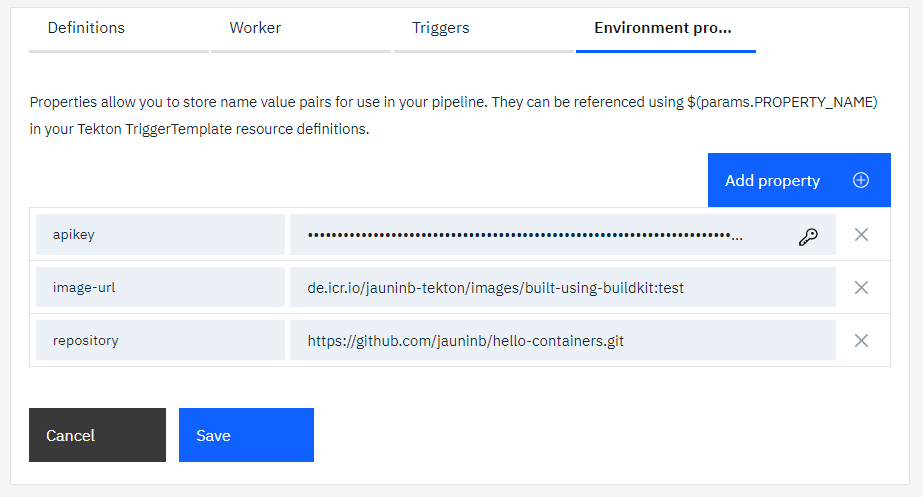 Definitions
Worker
Triggers
Environment pro...
Properties allow you to store name value pairs for use in your pipeline. They can be referenced using $(params.PROPERTY_NAME)
in your Tekton TriggerTemplate resource definitions.
Add property
apikey
image-url de.icr.io/jauninb-tekton/images/built-using-buildkit:test
repository https://github.com/jauninb/hello-containers.git
Cancel
Save